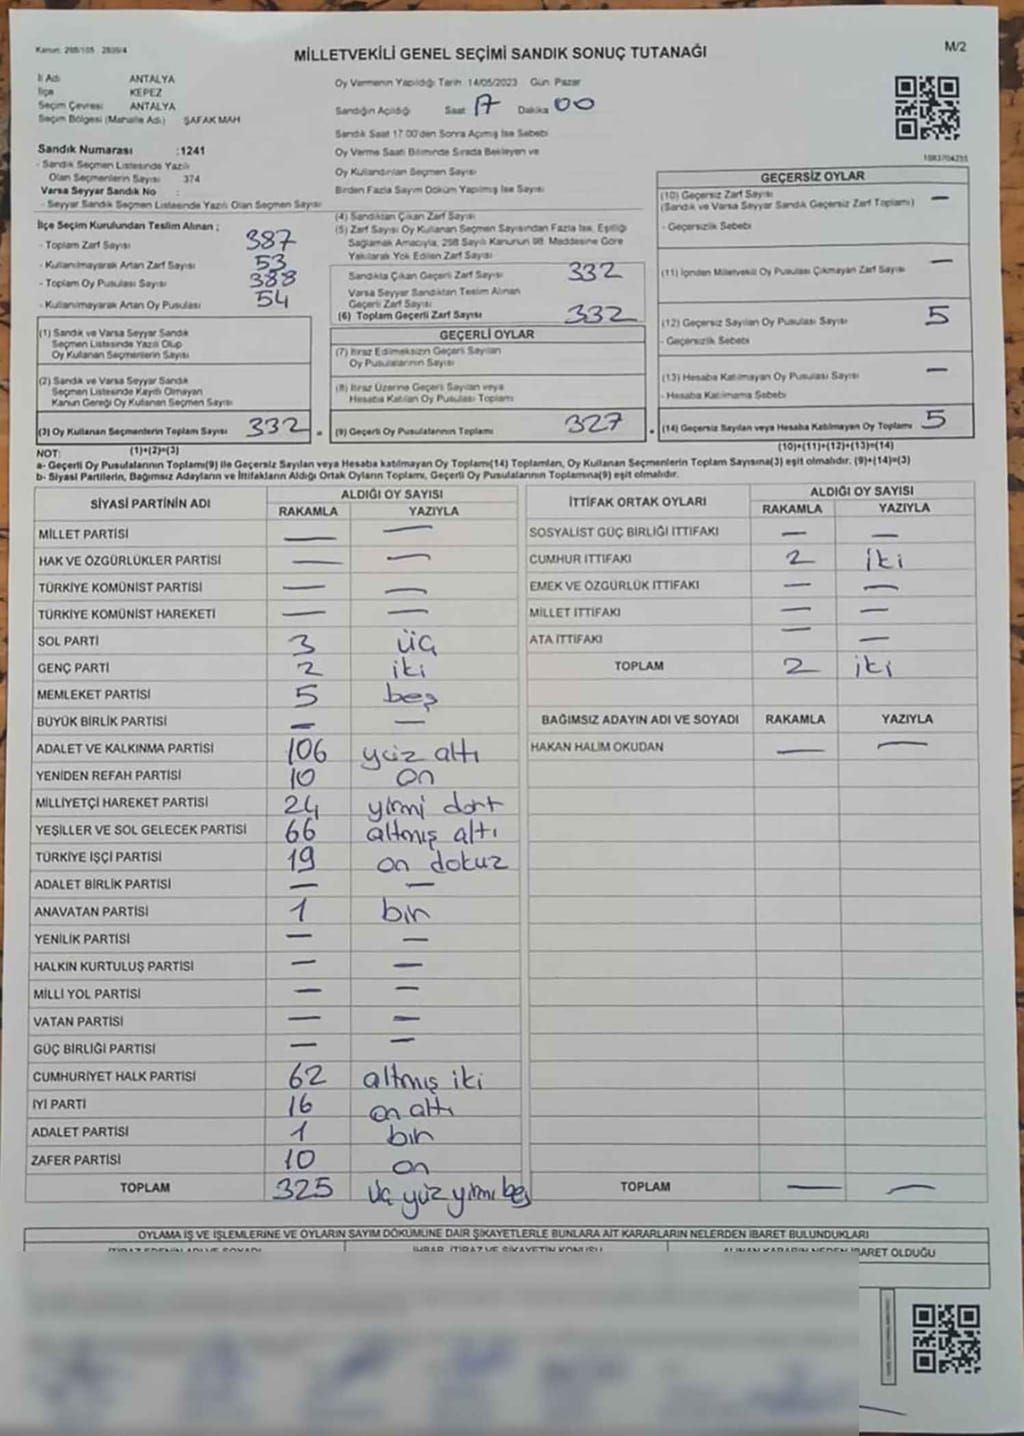 Kanun: 298/105 2839/4
MİLLETVEKİLİ GENEL SEÇİMİ SANDIK SONUÇ TUTANAĞI
M/2
İl Adı ANTALYA
İlçe KEPEZ
Seçim Çevresi ANTALYA
Seçim Bölgesi (Mahalle Adı) ŞAFAK MAH
Oy Vermenin Yapıldığı Tarih 14/05/2023 Gün Pazar
Sandığın Açıldığı Saat 17 Dakika 00
Sandık Saat 17.00'den Sonra Açımış İse Sebebi
Oy Verme Saati Bitiminde Sırada Bekleyen ve
Oy Kullandırılan Seçmen Sayısı
Birden Fazla Sayım Döküm Yapılmış İse Sayısı
Sandık Numarası :1241
- Sandık Seçmen Listesinde Yazılı
Olan Seçmenlerin Sayısı 374
Varsa Seyyar Sandık No :
- Seyyar Sandık Seçmen Listesinde Yazılı Olan Seçmen Sayısı
İlçe Seçim Kurulundan Teslim Alınan ;
- Toplam Zarf Sayısı 387
- Kullanılmayarak Artan Zarf Sayısı 53
- Toplam Oy Pusulası Sayısı 388
- Kullanılmayarak Artan Oy Pusulası 54
(1) Sandık ve Varsa Seyyar Sandık
Seçmen Listesinde Yazılı Olup
Oy Kullanan Seçmenlerin Sayısı
(2) Sandık ve Varsa Seyyar Sandık
Seçmen Listesinde Kayıtlı Olmayan
Kanun Gereği Oy Kullanan Seçmen Sayısı
(3) Oy Kullanan Seçmenlerin Toplam Sayısı 332
(1)+(2)=(3)
(4) Sandıktan Çıkan Zarf Sayısı
(5) Zarf Sayısı Oy Kullanan Seçmen Sayısından Fazla İse, Eşitliği
Sağlamak Amacıyla, 298 Sayılı Kanunun 98. Maddesine Göre
Yakılarak Yok Edilen Zarf Sayısı
Sandıkta Çıkan Geçerli Zarf Sayısı 332
Varsa Seyyar Sandıktan Teslim Alınan
Geçerli Zarf Sayısı
(6) Toplam Geçerli Zarf Sayısı 332
GEÇERLİ OYLAR
(7) İtiraz Edilmeksizin Geçerli Sayılan
Oy Pusulalarının Sayısı
(8) İtiraz Üzerine Geçerli Sayılan veya
Hesaba Katılan Oy Pusulası Toplamı
= (9) Geçerli Oy Pusulalarının Toplamı 327
GEÇERSİZ OYLAR
(10) Geçersiz Zarf Sayısı —
(Sandık ve Varsa Seyyar Sandık Geçersiz Zarf Toplamı)
- Geçersizlik Sebebi
(11) İçinden Milletvekili Oy Pusulası Çıkmayan Zarf Sayısı —
(12) Geçersiz Sayılan Oy Pusulası Sayısı 5
- Geçersizlik Sebebi
(13) Hesaba Katılmayan Oy Pusulası Sayısı —
- Hesaba Katılmama Sebebi
+ (14) Geçersiz Sayılan veya Hesaba Katılmayan Oy Toplamı 5
(10)+(11)+(12)+(13)=(14)
NOT:
a- Geçerli Oy Pusulalarının Toplamı(9) ile Geçersiz Sayılan veya Hesaba katılmayan Oy Toplamı(14) Toplamları, Oy Kullanan Seçmenlerin Toplam Sayısına(3) eşit olmalıdır. (9)+(14)=(3)
b- Siyasi Partilerin, Bağımsız Adayların ve İttifakların Aldığı Ortak Oyların Toplamı, Geçerli Oy Pusulalarının Toplamına(9) eşit olmalıdır.
SİYASİ PARTİNİN ADI ALDIĞI OY SAYISI
RAKAMLA YAZIYLA
MİLLET PARTİSİ — —
HAK VE ÖZGÜRLÜKLER PARTİSİ — —
TÜRKİYE KOMÜNİST PARTİSİ — —
TÜRKİYE KOMÜNİST HAREKETİ — —
SOL PARTİ 3 üç
GENÇ PARTİ 2 iki
MEMLEKET PARTİSİ 5 beş
BÜYÜK BİRLİK PARTİSİ — —
ADALET VE KALKINMA PARTİSİ 106 yüz altı
YENİDEN REFAH PARTİSİ 10 on
MİLLİYETÇİ HAREKET PARTİSİ 24 yirmi dört
YEŞİLLER VE SOL GELECEK PARTİSİ 66 altmış altı
TÜRKİYE İŞÇİ PARTİSİ 19 on dokuz
ADALET BİRLİK PARTİSİ — —
ANAVATAN PARTİSİ 1 bir
YENİLİK PARTİSİ — —
HALKIN KURTULUŞ PARTİSİ — —
MİLLİ YOL PARTİSİ — —
VATAN PARTİSİ — —
GÜÇ BİRLİĞİ PARTİSİ — —
CUMHURİYET HALK PARTİSİ 62 altmış iki
İYİ PARTİ 16 on altı
ADALET PARTİSİ 1 bir
ZAFER PARTİSİ 10 on
TOPLAM 325 üç yüz yirmi beş
İTTİFAK ORTAK OYLARI ALDIĞI OY SAYISI
RAKAMLA YAZIYLA
SOSYALİST GÜÇ BİRLİĞİ İTTİFAKI — —
CUMHUR İTTİFAKI 2 iki
EMEK VE ÖZGÜRLÜK İTTİFAKI — —
MİLLET İTTİFAKI — —
ATA İTTİFAKI — —
TOPLAM 2 iki
BAĞIMSIZ ADAYIN ADI VE SOYADI RAKAMLA YAZIYLA
HAKAN HALİM OKUDAN — —
TOPLAM — —
OYLAMA İŞ VE İŞLEMLERİNE VE OYLARIN SAYIM DÖKÜMÜNE DAİR ŞİKAYETLERLE BUNLARA AİT KARARLARIN NELERDEN İBARET BULUNDUKLARI
İHBAR, İTİRAZ VE ŞİKAYETİN KONUSU ALINAN KARARIN NEDEN İBARET OLDUĞU